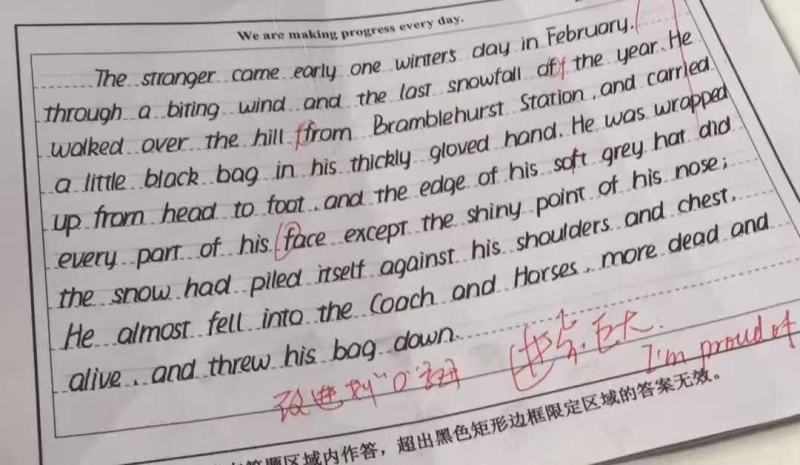 We are making progress every day.
The stranger came early one winter's day in February.
through a biting wind and the last snowfall of the year. He
walked over the hill from Bramblehurst Station, and carried
a little black bag in his thickly gloved hand. He was wrapped
up from head to foot, and the edge of his soft grey hat did
every part of his face except the shiny point of his nose;
the snow had piled itself against his shoulders and chest.
He almost fell into the Coach and Horses, more dead and
alive, and threw his bag down.
进步巨大.
改进到"o"
I'm proud of
答题区域内作答，超出黑色矩形边框限定区域的答案无效。